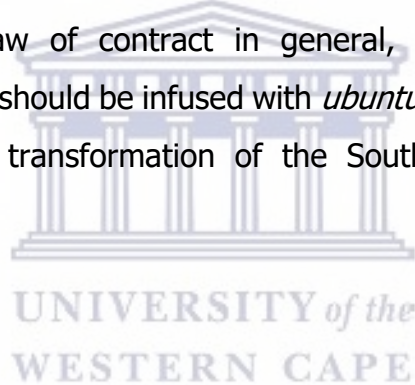 aw of contract in general,
should be infused with ubuntu
transformation of the South
UNIVERSITY of the
WESTERN CAPE